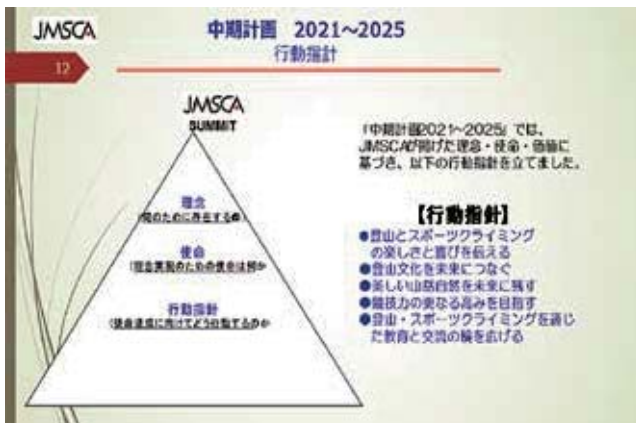 JMSCA
中期計画 2021～2025
行動指針
12
JMSCA
SUMMIT
理念
(何のために存在するか)
使命
(理念実現のための使命は何か
行動指針
(使命達成に向けてどう行動するのか
『中期計画2021～2025』では、
JMSCAが掲げた理念・使命・価値に
基づき、以下の行動指針を立てました。
【行動指針】
●登山とスポーツクライミング
の楽しさと喜びを伝える
●登山文化を未来につなぐ
●美しい山岳自然を未来に残す
●競技力の更なる高みを目指す
●登山・スポーツクライミングを通じ
た教育と交流の輪を広げる